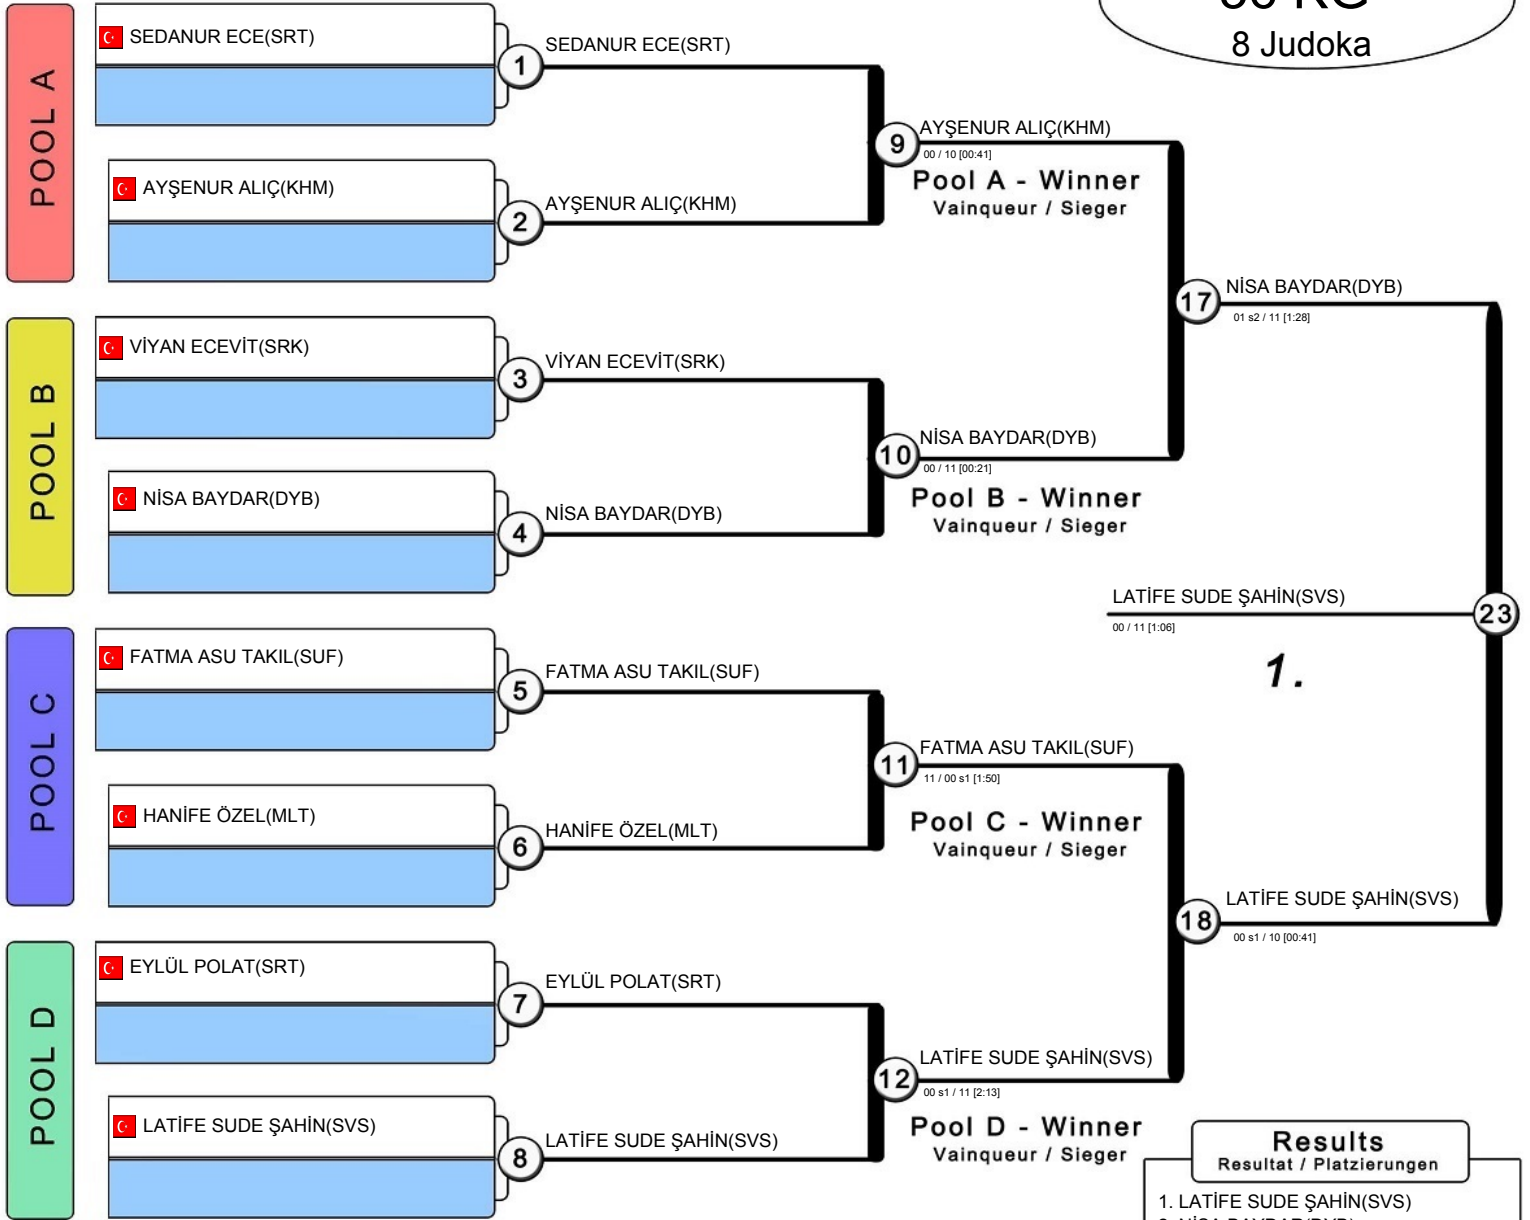 8 Judoka
POOL A
SEDANUR ECE(SRT)
1
SEDANUR ECE(SRT)
AYŞENUR ALIÇ(KHM)
2
AYŞENUR ALIÇ(KHM)
9
AYŞENUR ALIÇ(KHM)
00 / 10 [00:41]
Pool A - Winner
Vainqueur / Sieger
POOL B
VİYAN ECEVİT(SRK)
3
VİYAN ECEVİT(SRK)
NİSA BAYDAR(DYB)
4
NİSA BAYDAR(DYB)
10
NİSA BAYDAR(DYB)
00 / 11 [00:21]
Pool B - Winner
Vainqueur / Sieger
17
NİSA BAYDAR(DYB)
01 s2 / 11 [1:28]
LATİFE SUDE ŞAHİN(SVS)
23
00 / 11 [1:06]
1.
POOL C
FATMA ASU TAKIL(SUF)
5
FATMA ASU TAKIL(SUF)
HANİFE ÖZEL(MLT)
6
HANİFE ÖZEL(MLT)
11
FATMA ASU TAKIL(SUF)
11 / 00 s1 [1:50]
Pool C - Winner
Vainqueur / Sieger
18
LATİFE SUDE ŞAHİN(SVS)
00 s1 / 10 [00:41]
POOL D
EYLÜL POLAT(SRT)
7
EYLÜL POLAT(SRT)
LATİFE SUDE ŞAHİN(SVS)
8
LATİFE SUDE ŞAHİN(SVS)
12
LATİFE SUDE ŞAHİN(SVS)
00 s1 / 11 [2:13]
Pool D - Winner
Vainqueur / Sieger
Results
Resultat / Platzierungen
1. LATİFE SUDE ŞAHİN(SVS)
2. NİSA BAYDAR(DYB)